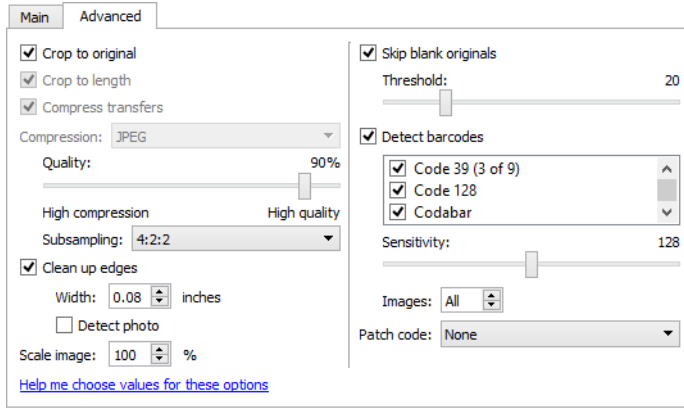 Main
Advanced
Crop to original
Crop to length
Compress transfers
Compression: JPEG
Quality: 90%
High compression High quality
Subsampling: 4:2:2
Clean up edges
Width: 0.08 inches
Detect photo
Scale image: 100 %
Help me choose values for these options
Skip blank originals
Threshold: 20
Detect barcodes
Code 39 (3 of 9)
Code 128
Codabar
Sensitivity: 128
Images: All
Patch code: None